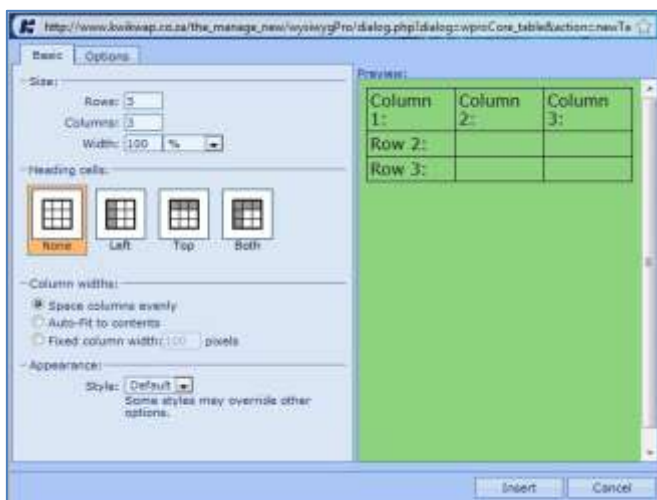 http://www.kwikwap.co.za/the_manage_new/wysiwygPro/dialog.php?dialog=wproCore_table&action=newTa
Basic Options
Size:
Rows: 3
Columns: 3
Width: 100 %
Heading cells:
None Left Top Both
Column widths:
Space columns evenly
Auto-Fit to contents
Fixed column width: 100 pixels
Appearance:
Style: Default
Some styles may override other
options.
Preview:
Column Column Column
1: 2: 3:
Row 2:
Row 3:
Insert Cancel